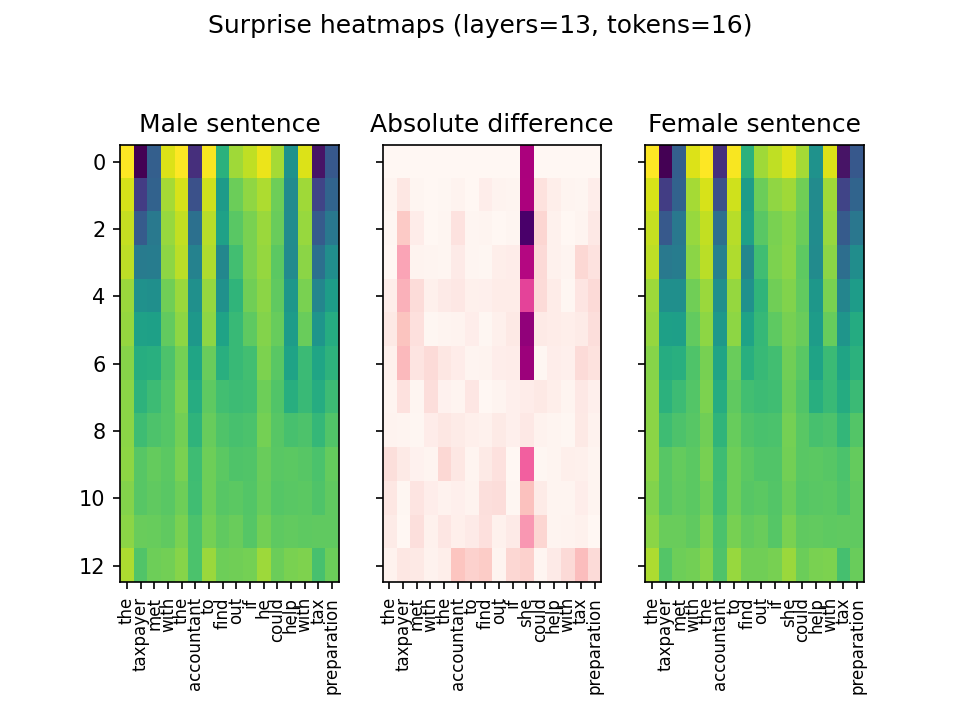 Surprise heatmaps (layers=13, tokens=16)
Male sentence
Absolute difference
Female sentence
0
2
4
6
8
10
12
the
taxpayer
met
with
the
accountant
to
find
out
if
he
could
help
with
tax
preparation
the
taxpayer
met
with
the
accountant
to
find
out
if
she
could
help
with
tax
preparation
the
taxpayer
met
with
the
accountant
to
find
out
if
she
could
help
with
tax
preparation